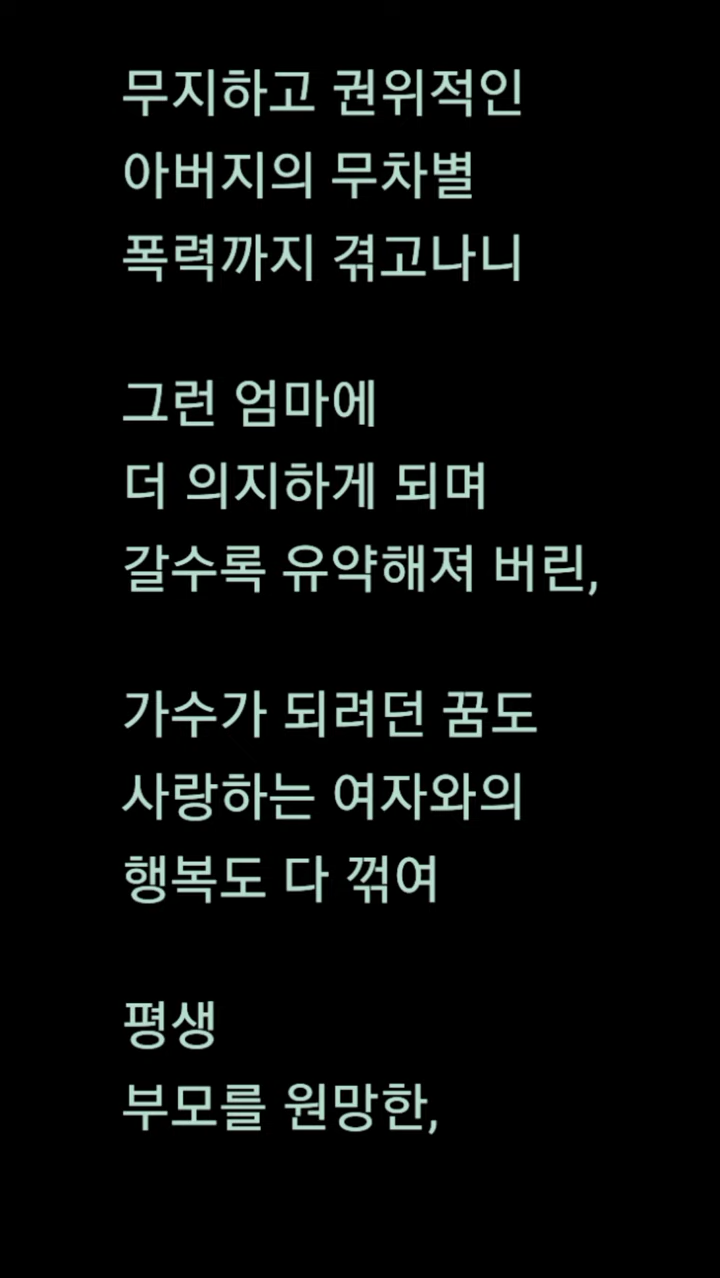 무지하고 권위적인
아버지의 무차별
폭력까지 겪고나니
그런 엄마에
더 의지하게 되며
갈수록 유약해져 버린,
가수가 되려던 꿈도
사랑하는 여자와의
행복도 다 꺾여
평생
부모를 원망한,